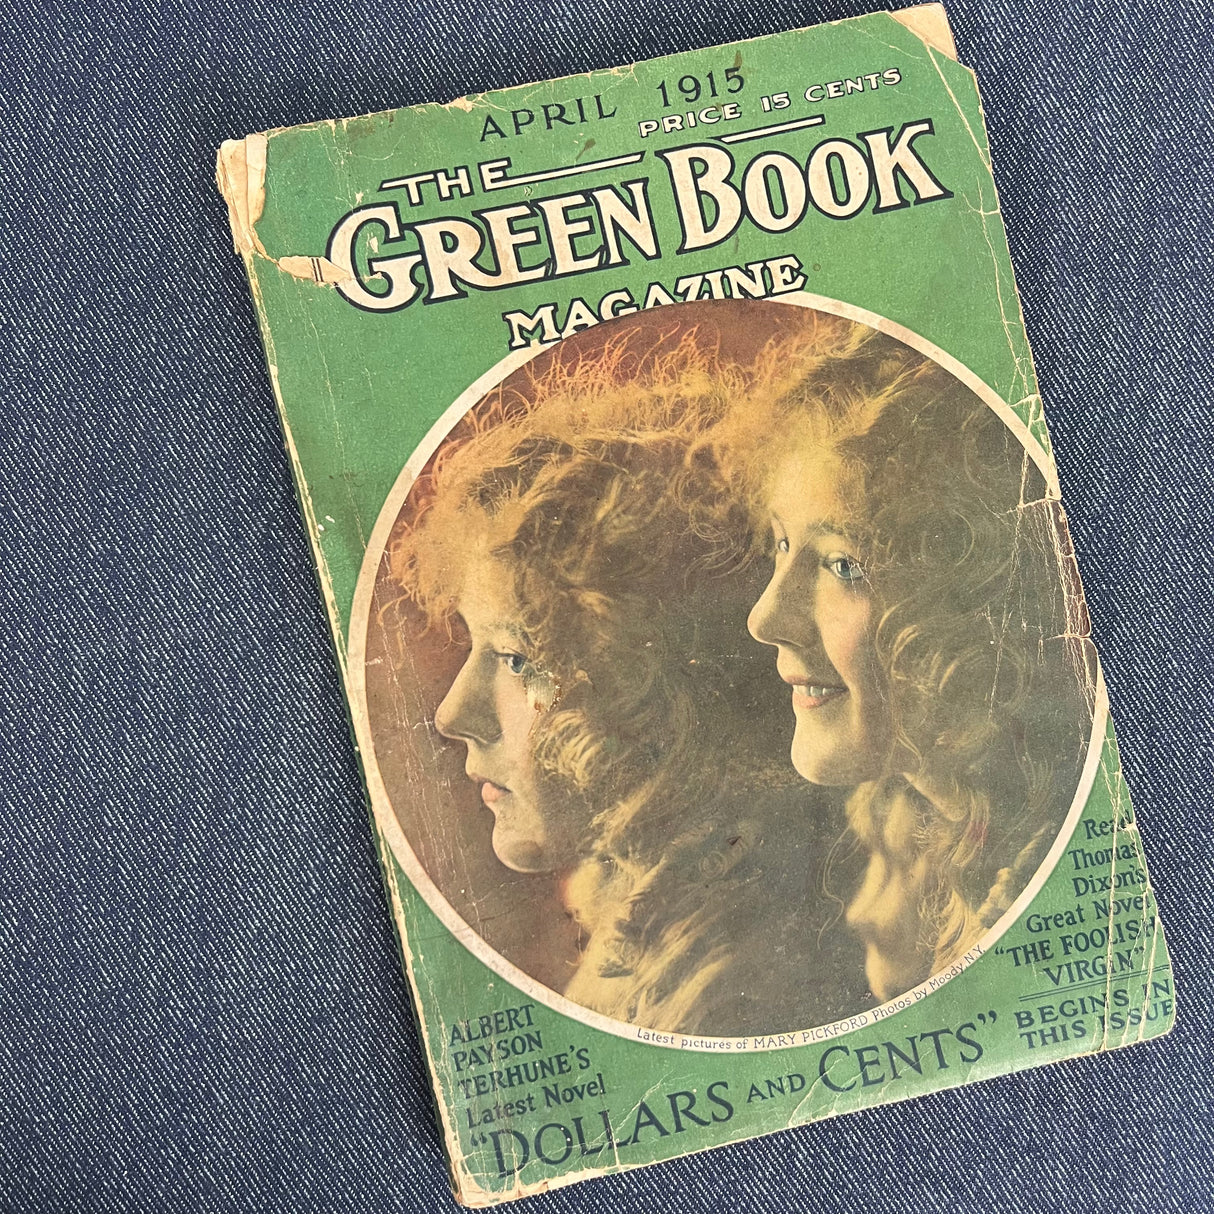 APRIL 1915
PRICE 15 CENTS
THE
GREEN BOOK
MAGAZINE
Read
Thomas
Dixon's
Great Novel
"THE FOOLISH
VIRGIN"
BEGINS IN
THIS ISSUE
Latest pictures of MARY PICKFORD Photos by Moody N.Y.
ALBERT
PAYSON
TERHUNE'S
Latest Novel
"DOLLARS AND CENTS"